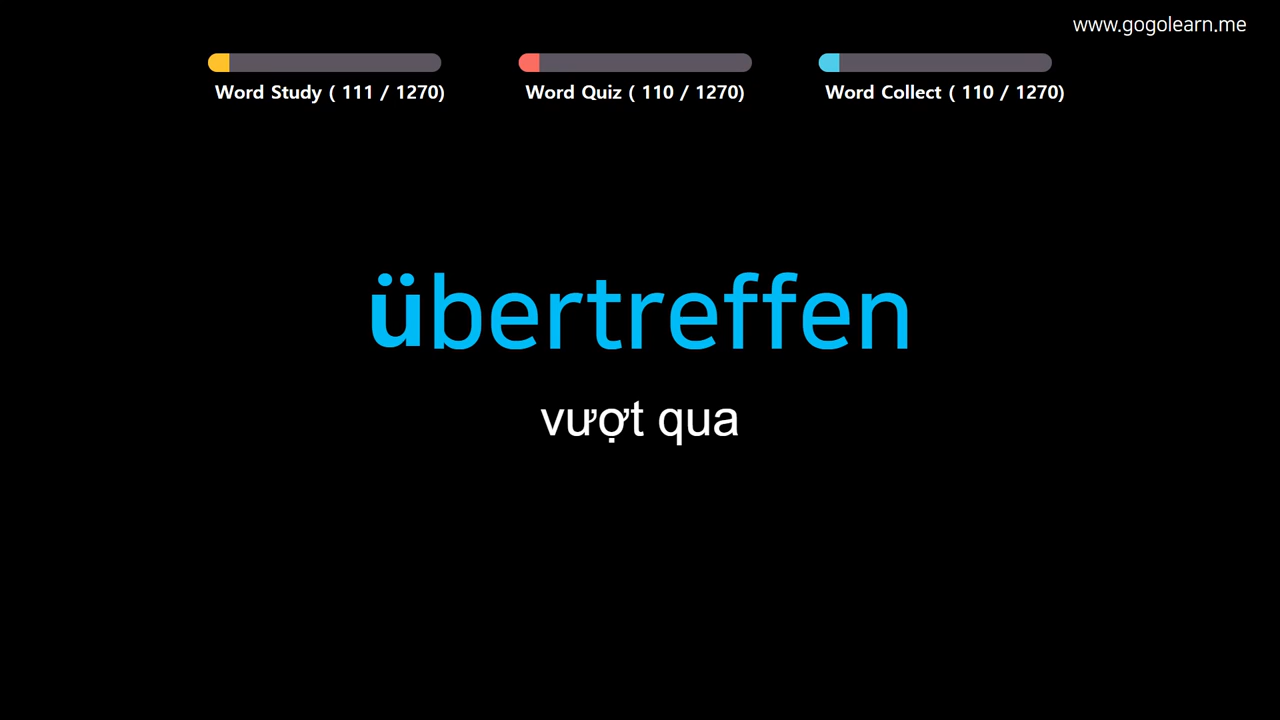 www.gogolearn.me
Word Study ( 111 / 1270)
Word Quiz ( 110 / 1270)
Word Collect ( 110 / 1270)
übertreffen
vượt qua